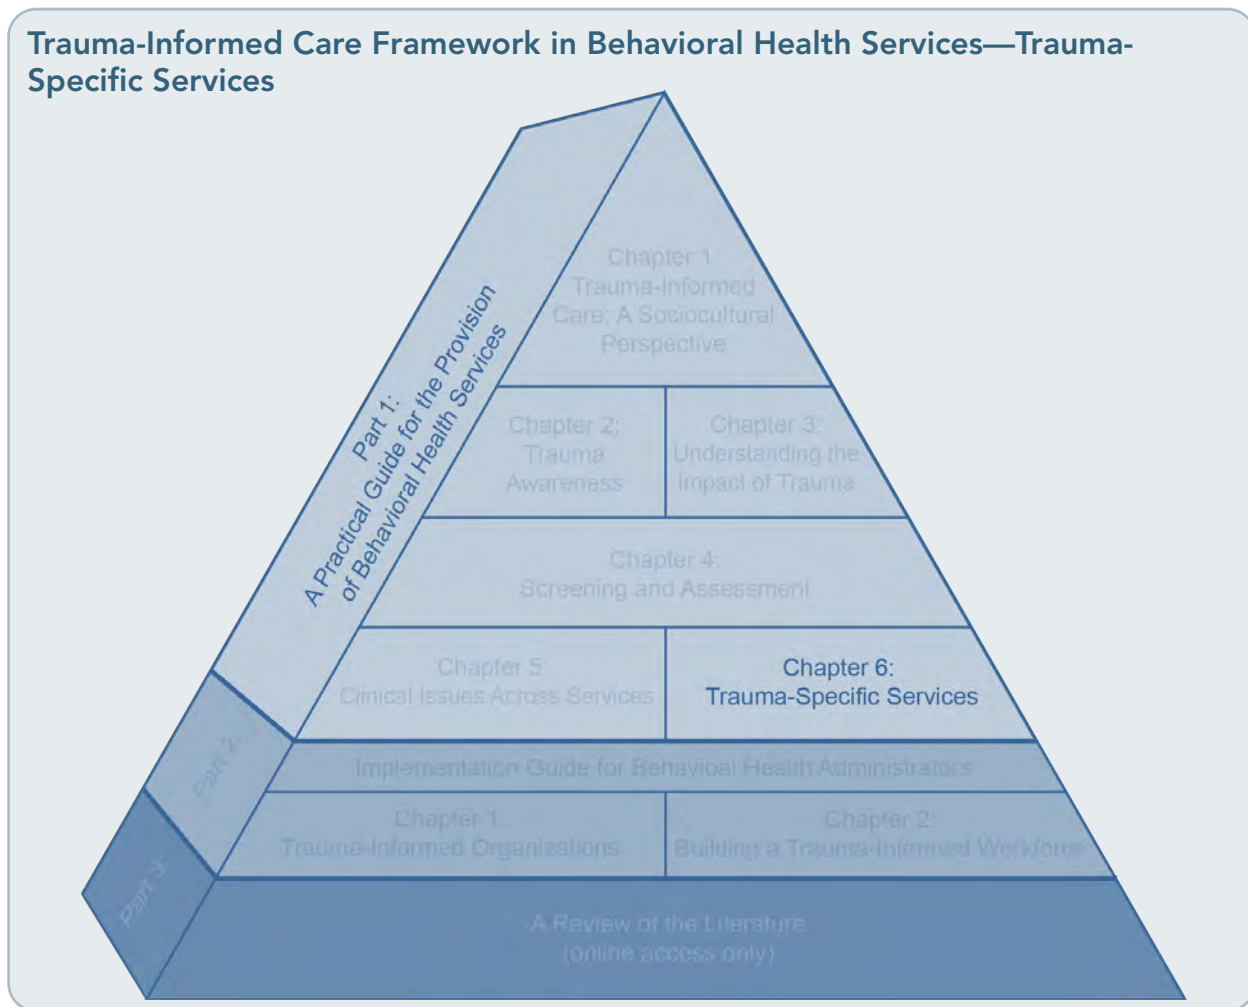 Trauma-Informed Care Framework in Behavioral Health Services—Trauma-
Specific Services
Chapter 1
Trauma-Informed
Care: A Sociocultural
Perspective
Part 1:
A Practical Guide for the Provision
of Behavioral Health Services
Chapter 2:
Trauma
Awareness
Chapter 3:
Understanding the
Impact of Trauma
Chapter 4:
Screening and Assessment
Chapter 5:
Clinical Issues Across Services
Chapter 6:
Trauma-Specific Services
Part 2:
Implementation Guide for Behavioal Health Administrators
Chapter 1:
Trauma-Informed Organizations
Chapter 2:
Building a Trauma-Informed Workforce
Part 3:
A Review of the Literature
(online access only)